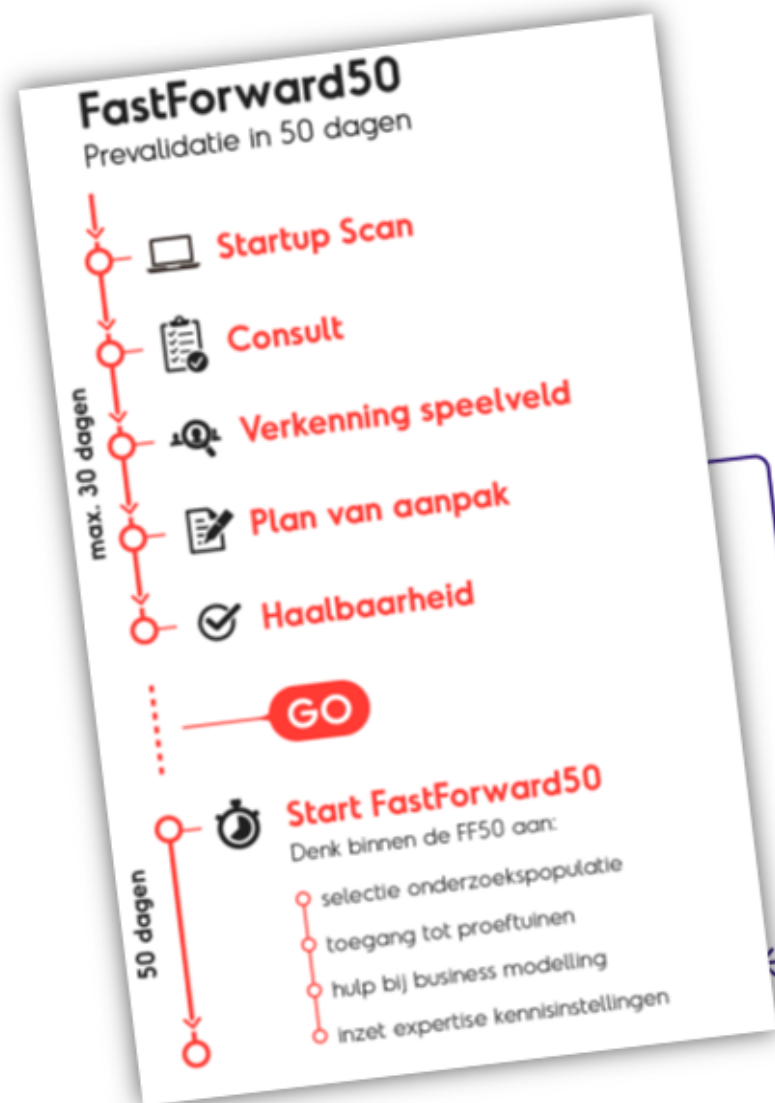 FastForward50
Prevalidatie in 50 dagen
Startup Scan
Consult
Verkenning speelveld
Plan van aanpak
Haalbaarheid
max. 30 dagen
GO
Start FastForward50
Denk binnen de FF50 aan:
selectie onderzoekspopulatie
toegang tot proeftuinen
hulp bij business modelling
inzet expertise kennisinstellingen
50 dagen